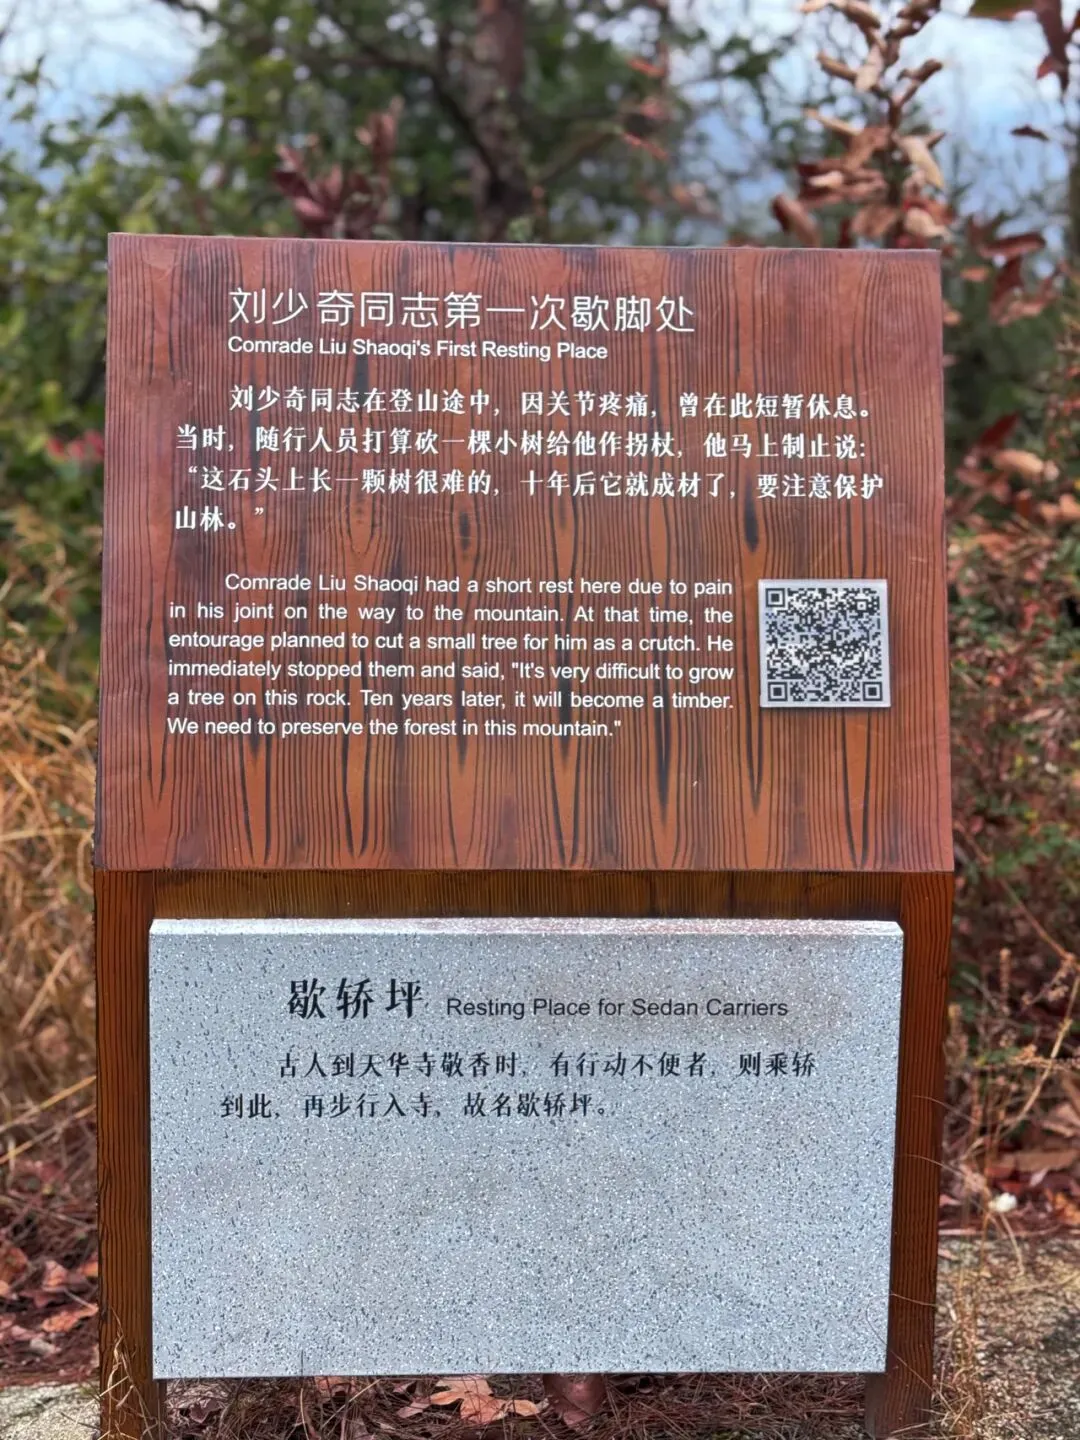 刘少奇同志第一次歇脚处
Comrade Liu Shaoqi's First Resting Place
刘少奇同志在登山途中，因关节疼痛，曾在此短暂休息。
当时，随行人员打算砍一棵小树给他作拐杖，他马上制止说:
“这石头上长一颗树很难的，十年后它就成材了，要注意保护
山林。”
Comrade Liu Shaoqi had a short rest here due to pain
in his joint on the way to the mountain. At that time, the
entourage planned to cut a small tree for him as a crutch. He
immediately stopped them and said, "It's very difficult to grow
a tree on this rock. Ten years later, it will become a timber.
We need to preserve the forest in this mountain."
歇轿坪 Resting Place for Sedan Carriers
古人到天华寺敬香时，有行动不便者，则乘轿
到此，再步行入寺，故名歇轿坪。